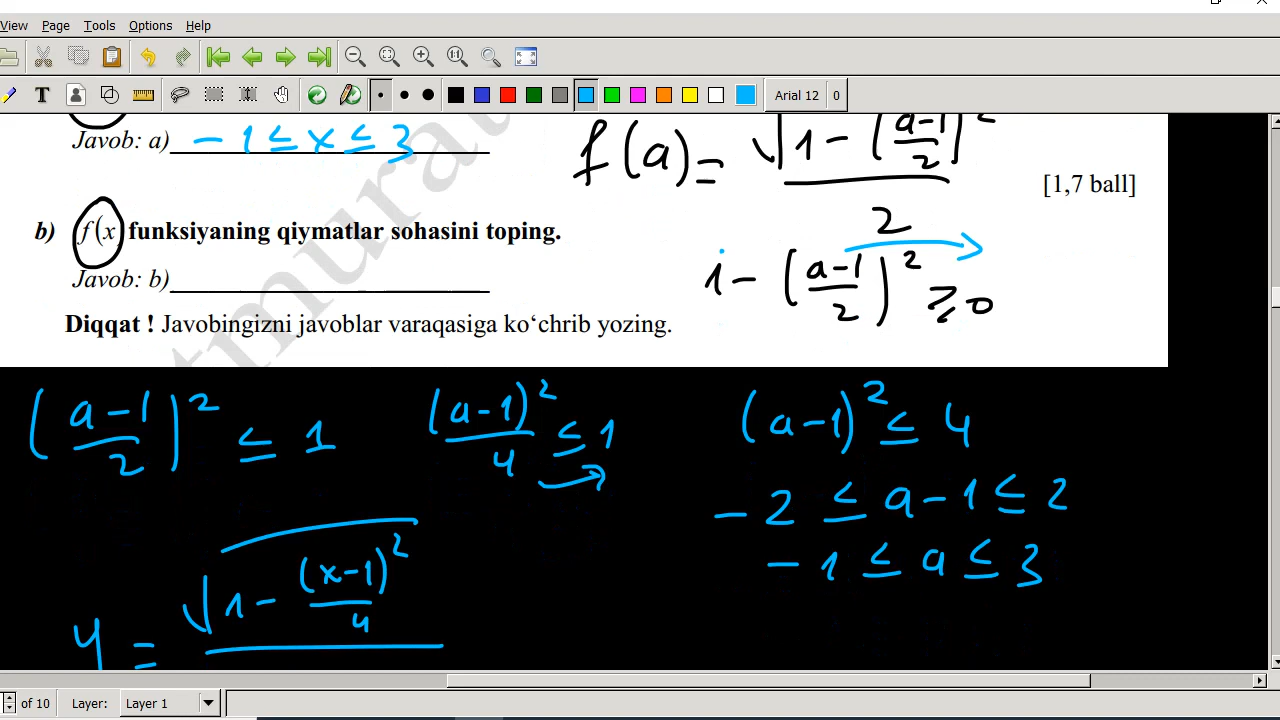 View Page Tools Options Help
Arial 12 0
Javob: a) - 1 ≤ x ≤ 3
f(a) = √1 - (a-1/2)² / 2
[1,7 ball]
b) f(x) funksiyaning qiymatlar sohasini toping.
Javob: b)
1 - (a-1/2)² ≥ 0
Diqqat ! Javobingizni javoblar varaqasiga ko‘chrib yozing.
(a-1/2)² ≤ 1 (a-1)²/4 ≤ 1 (a-1)² ≤ 4
- 2 ≤ a-1 ≤ 2
- 1 ≤ a ≤ 3
y = √1 - (x-1)²/4
of 10 Layer: Layer 1